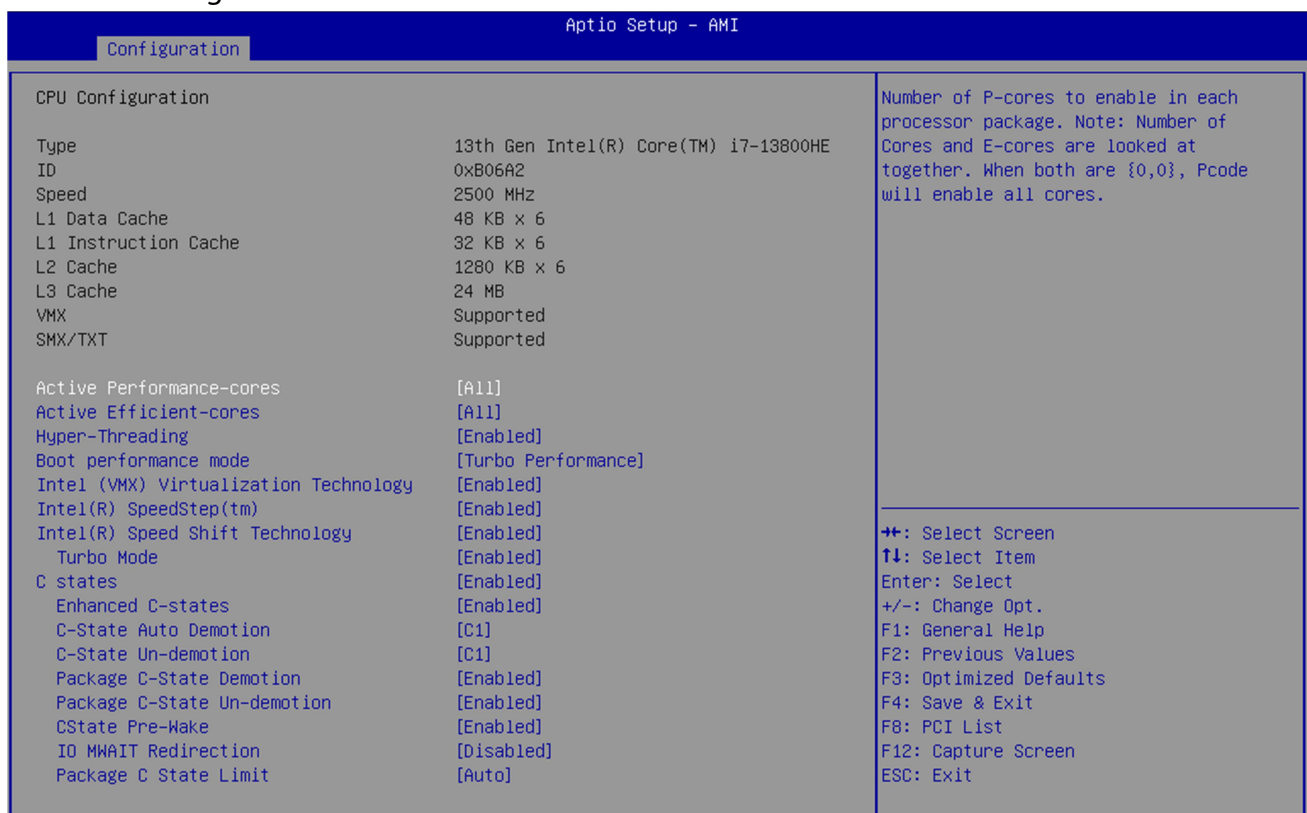 Aptio Setup – AMI
Configuration
CPU Configuration
Type 13th Gen Intel(R) Core(TM) i7-13800HE
ID 0xB06A2
Speed 2500 MHz
L1 Data Cache 48 KB x 6
L1 Instruction Cache 32 KB x 6
L2 Cache 1280 KB x 6
L3 Cache 24 MB
VMX Supported
SMX/TXT Supported
Active Performance-cores [All]
Active Efficient-cores [All]
Hyper-Threading [Enabled]
Boot performance mode [Turbo Performance]
Intel (VMX) Virtualization Technology [Enabled]
Intel(R) SpeedStep(tm) [Enabled]
Intel(R) Speed Shift Technology [Enabled]
Turbo Mode [Enabled]
C states [Enabled]
Enhanced C-states [Enabled]
C-State Auto Demotion [C1]
C-State Un-demotion [C1]
Package C-State Demotion [Enabled]
Package C-State Un-demotion [Enabled]
CState Pre-Wake [Enabled]
IO MWAIT Redirection [Disabled]
Package C State Limit [Auto]
Number of P-cores to enable in each
processor package. Note: Number of
Cores and E-cores are looked at
together. When both are {0,0}, Pcode
will enable all cores.
→←: Select Screen
↑↓: Select Item
Enter: Select
+/-: Change Opt.
F1: General Help
F2: Previous Values
F3: Optimized Defaults
F4: Save & Exit
F8: PCI List
F12: Capture Screen
ESC: Exit